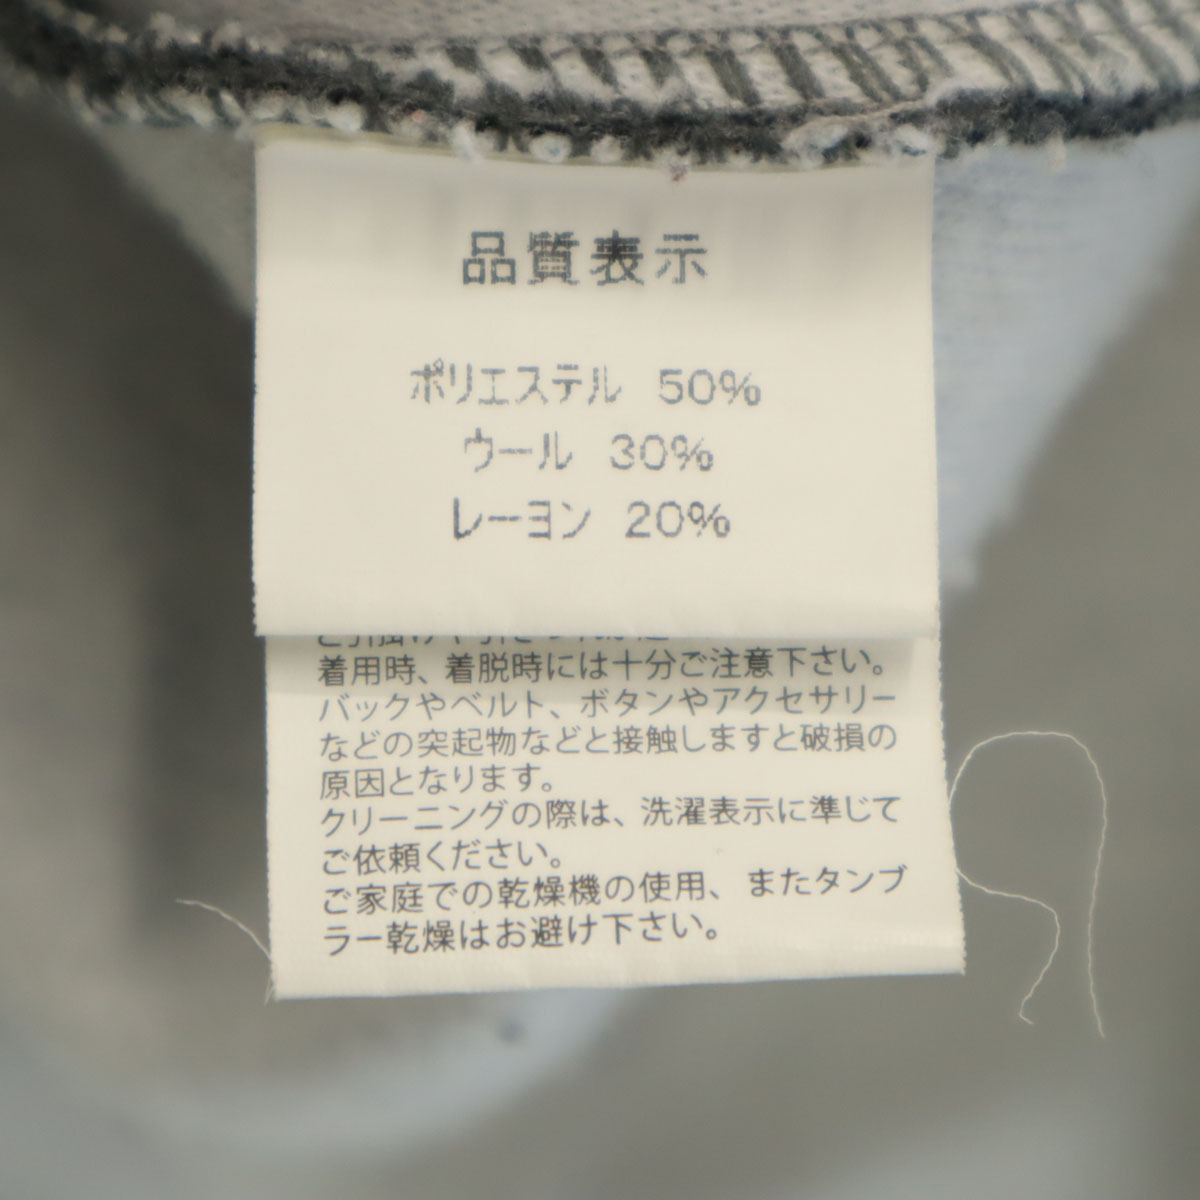 品質表示
ポリエステル 50%
ウール 30%
レーヨン 20%
着用時、着脱時には十分ご注意下さい。
バックやベルト、ボタンやアクセサリー
などの突起物などと接触しますと破損の
原因となります。
クリーニングの際は、洗濯表示に準じて
ご依頼ください。
ご家庭での乾燥機の使用、またタンブ
ラー乾燥はお避け下さい。